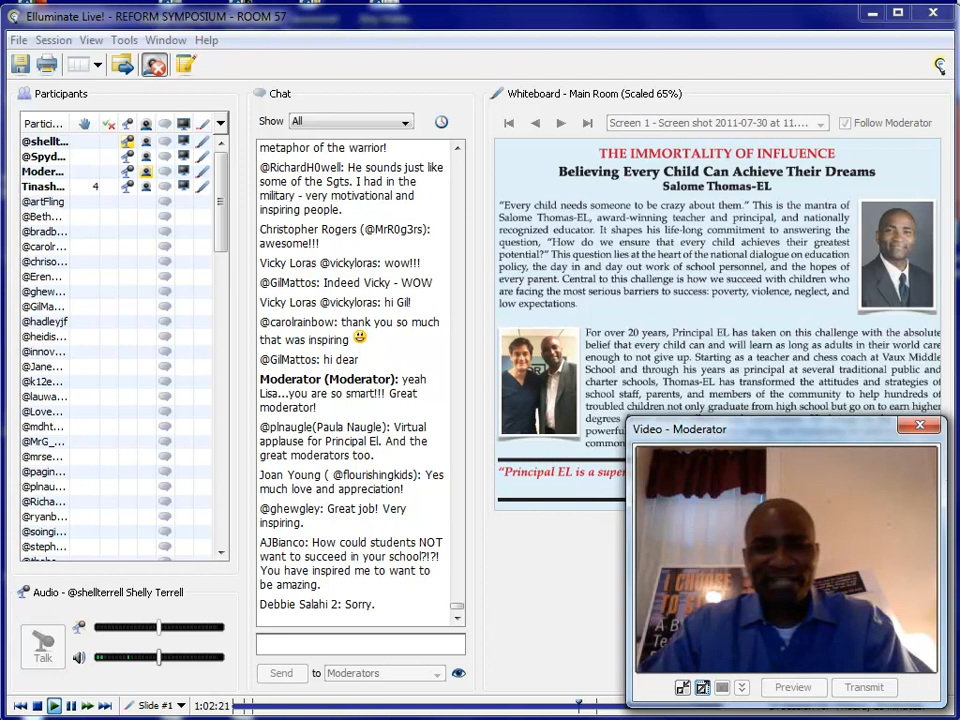 Elluminate Live! - REFORM SYMPOSIUM - ROOM 57
File Session View Tools Window Help
Participants
Partici...
@shellt...
@Spyd...
Moder...
Tinash... 4
@artFling
@Beth...
@bradb...
@carolr...
@chriso...
@Eren...
@ghew...
@GilMa...
@hadleyjf
@heidis...
@innov...
@Jane...
@k12e...
@lauwa...
@Love...
@mdht...
@MrG_...
@mrse...
@pagin...
@plnau...
@Richa...
@ryanb...
@soingi...
@steph...
Audio - @shellterrell Shelly Terrell
Talk
Chat
Show All
metaphor of the warrior!
@RichardH0well: He sounds just like
some of the Sgts. I had in the
military - very motivational and
inspiring people.
Christopher Rogers (@MrR0g3rs):
awesome!!!
Vicky Loras @vickyloras: wow!!!
@GilMattos: Indeed Vicky - WOW
Vicky Loras @vickyloras: hi Gil!
@carolrainbow: thank you so much
that was inspiring
@GilMattos: hi dear
Moderator (Moderator): yeah
Lisa...you are so smart!!! Great
moderator!
@plnaugle(Paula Naugle): Virtual
applause for Principal El. And the
great moderators too.
Joan Young ( @flourishingkids): Yes
much love and appreciation!
@ghewgley: Great job! Very
inspiring.
AJBianco: How could students NOT
want to succeed in your school?!?!
You have inspired me to want to
be amazing.
Debbie Salahi 2: Sorry.
Send to Moderators
Whiteboard - Main Room (Scaled 65%)
Screen 1 - Screen shot 2011-07-30 at 11.... Follow Moderator
THE IMMORTALITY OF INFLUENCE
Believing Every Child Can Achieve Their Dreams
Salome Thomas-EL
“Every child needs someone to be crazy about them.” This is the mantra of
Salome Thomas-EL, award-winning teacher and principal, and nationally
recognized educator. It shapes his life-long commitment to answering the
question, “How do we ensure that every child achieves their greatest
potential?” This question lies at the heart of the national dialogue on education
policy, the day in and day out work of school personnel, and the hopes of
every parent. Central to this challenge is how we succeed with children who
are facing the most serious barriers to success: poverty, violence, neglect, and
low expectations.
For over 20 years, Principal EL has taken on this challenge with the absolute
belief that every child can and will learn as long as adults in their world care
enough to not give up. Starting as a teacher and chess coach at Vaux Middle
School and through his years as principal at several traditional public and
charter schools, Thomas-EL has transformed the attitudes and strategies of
school staff, parents, and members of the community to help hundreds of
troubled children not only graduate from high school but go on to earn higher
degrees
powerfu
common
“Principal EL is a supe
Video - Moderator
I CHOOSE
TO S
A B
Te
Preview Transmit
Slide #1 1:02:21